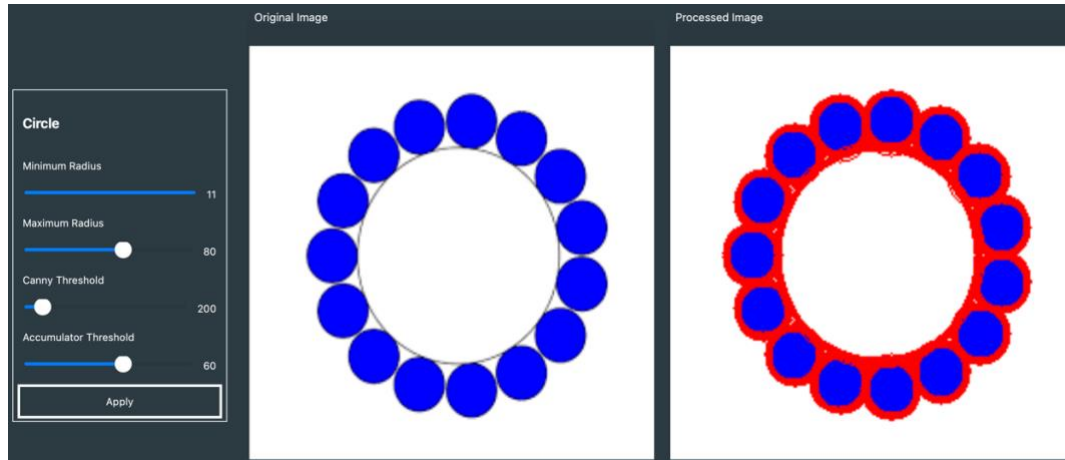 Original Image
Processed Image
Circle
Minimum Radius
11
Maximum Radius
80
Canny Threshold
200
Accumulator Threshold
60
Apply